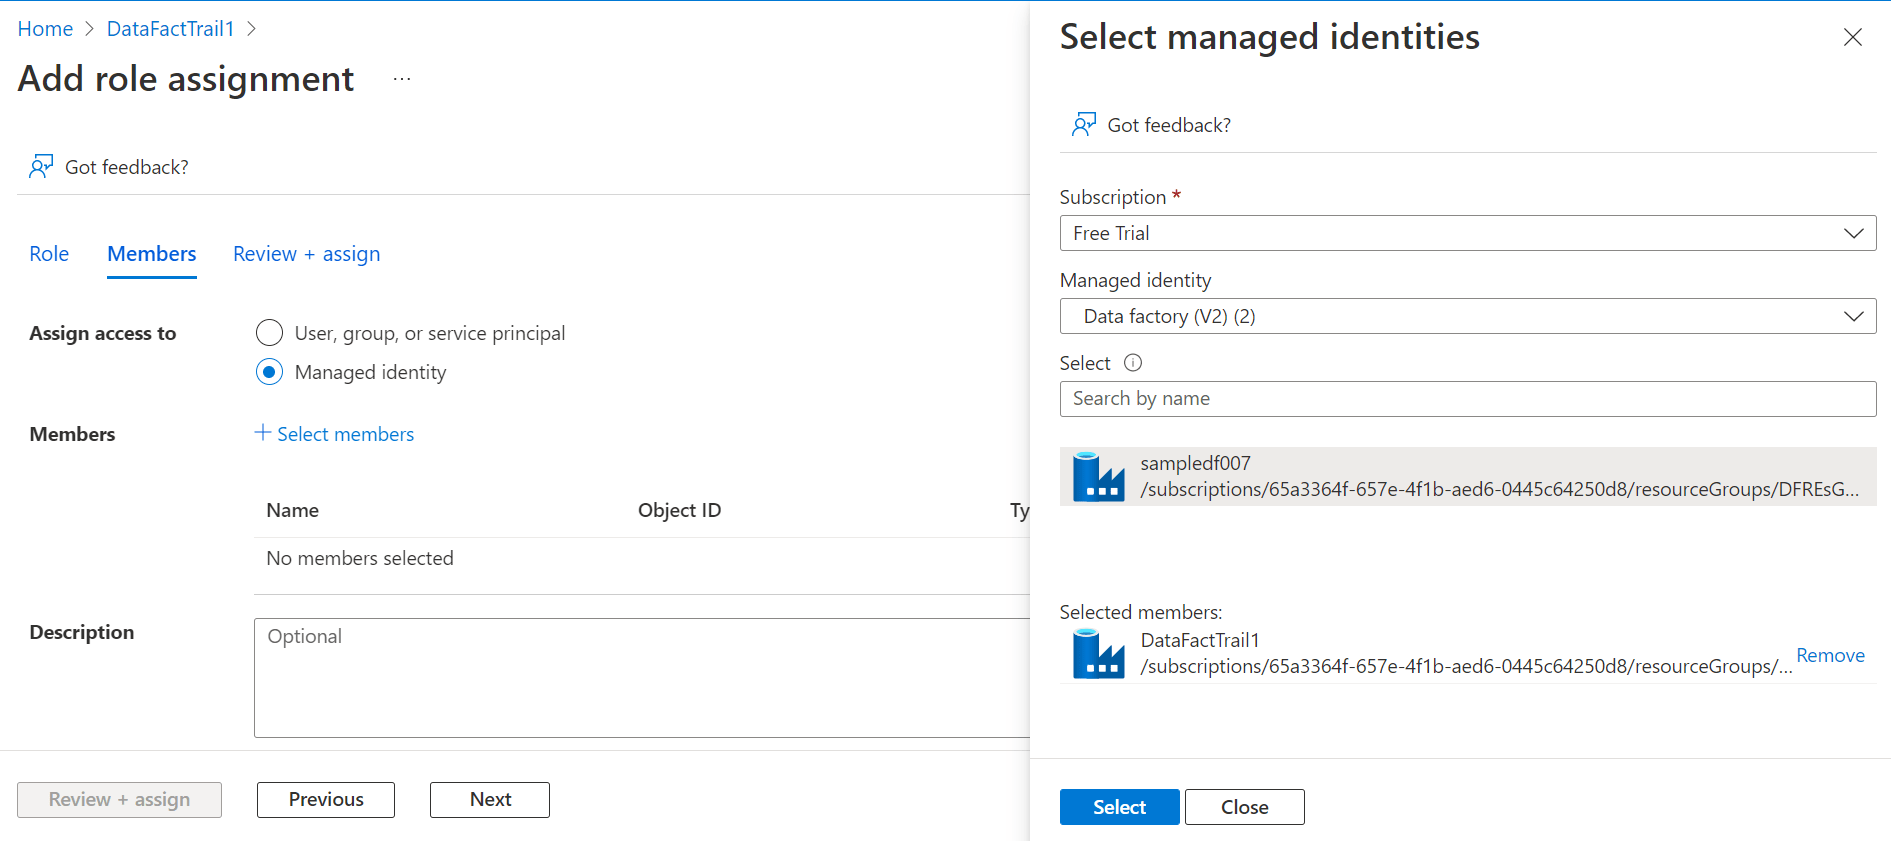 Home > DataFactTrail1 >
Add role assignment ...
Got feedback?
Role Members Review + assign
Assign access to
User, group, or service principal
Managed identity
Members
+ Select members
Name Object ID Ty
No members selected
Description
Optional
Review + assign Previous Next
Select managed identities
Got feedback?
Subscription *
Free Trial
Managed identity
Data factory (V2) (2)
Select
Search by name
sampledf007
/subscriptions/65a3364f-657e-4f1b-aed6-0445c64250d8/resourceGroups/DFREsG...
Selected members:
DataFactTrail1
/subscriptions/65a3364f-657e-4f1b-aed6-0445c64250d8/resourceGroups/...
Remove
Select Close